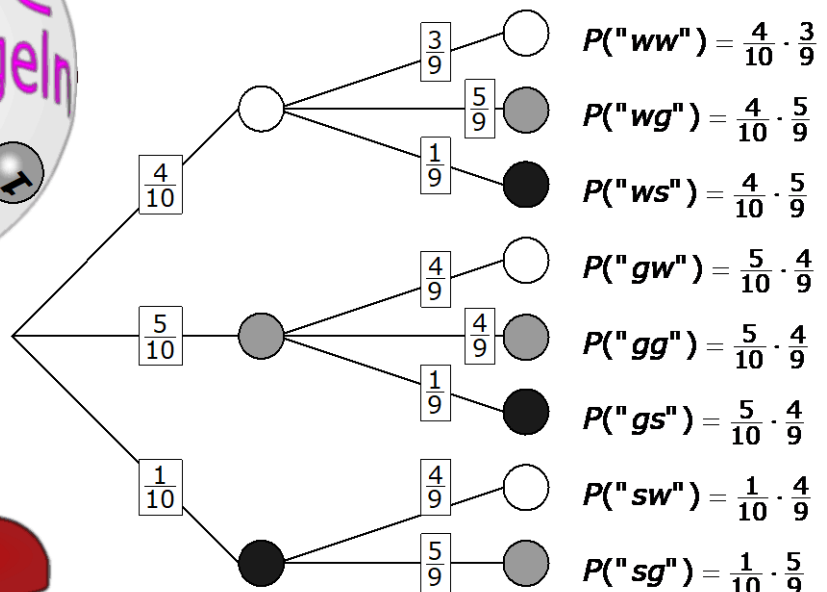 geln
1
4/10
5/10
1/10
3/9
5/9
1/9
4/9
4/9
1/9
4/9
5/9
P("ww") = 4/10 · 3/9
P("wg") = 4/10 · 5/9
P("ws") = 4/10 · 5/9
P("gw") = 5/10 · 4/9
P("gg") = 5/10 · 4/9
P("gs") = 5/10 · 4/9
P("sw") = 1/10 · 4/9
P("sg") = 1/10 · 5/9